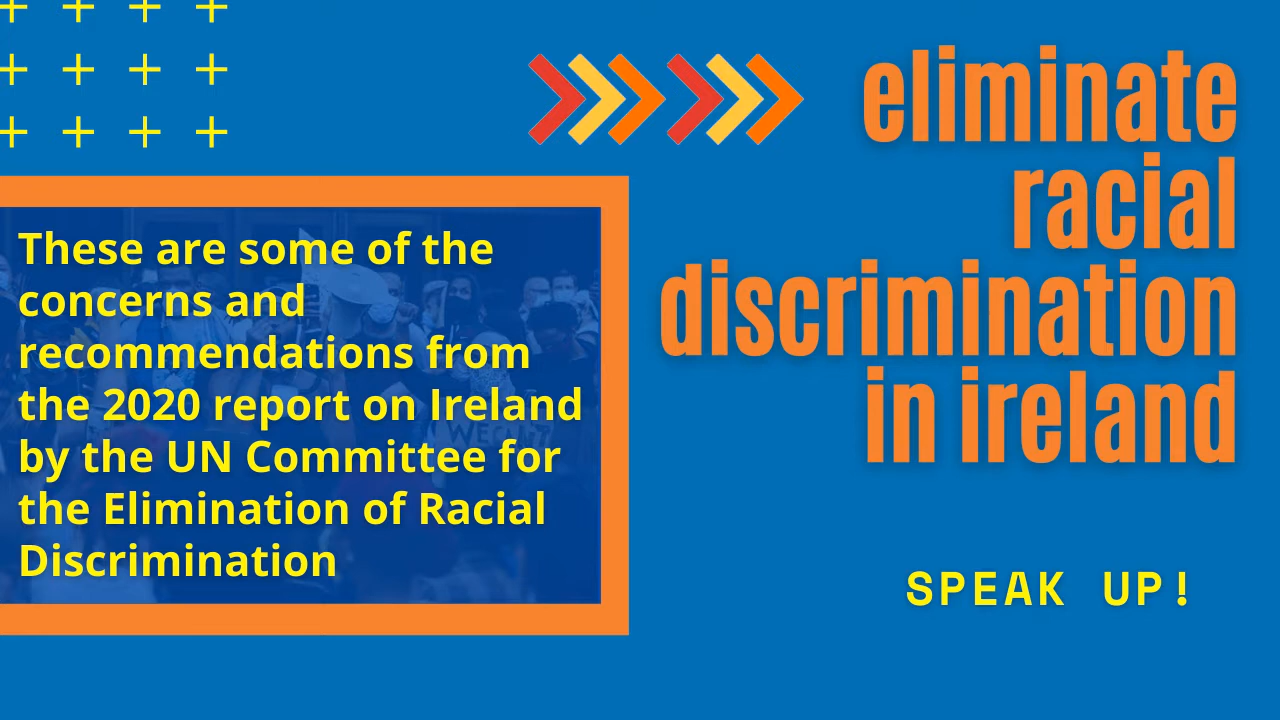 eliminate
racial
discrimination
in ireland
These are some of the
concerns and
recommendations from
the 2020 report on Ireland
by the UN Committee for
the Elimination of Racial
Discrimination
SPEAK UP!